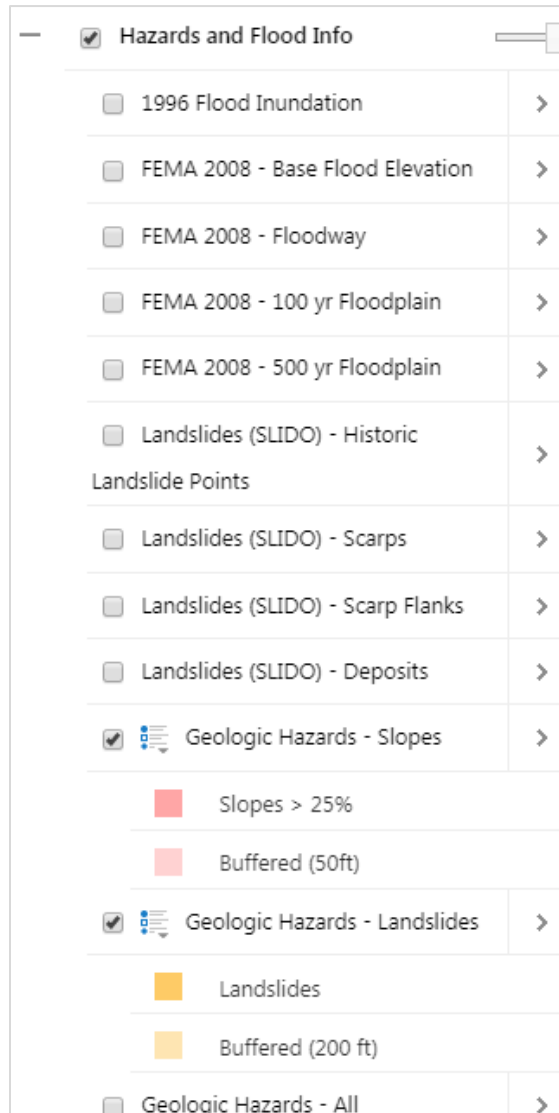 Hazards and Flood Info
1996 Flood Inundation
FEMA 2008 - Base Flood Elevation
FEMA 2008 - Floodway
FEMA 2008 - 100 yr Floodplain
FEMA 2008 - 500 yr Floodplain
Landslides (SLIDO) - Historic
Landslide Points
Landslides (SLIDO) - Scarps
Landslides (SLIDO) - Scarp Flanks
Landslides (SLIDO) - Deposits
Geologic Hazards - Slopes
Slopes > 25%
Buffered (50ft)
Geologic Hazards - Landslides
Landslides
Buffered (200 ft)
Geologic Hazards - All